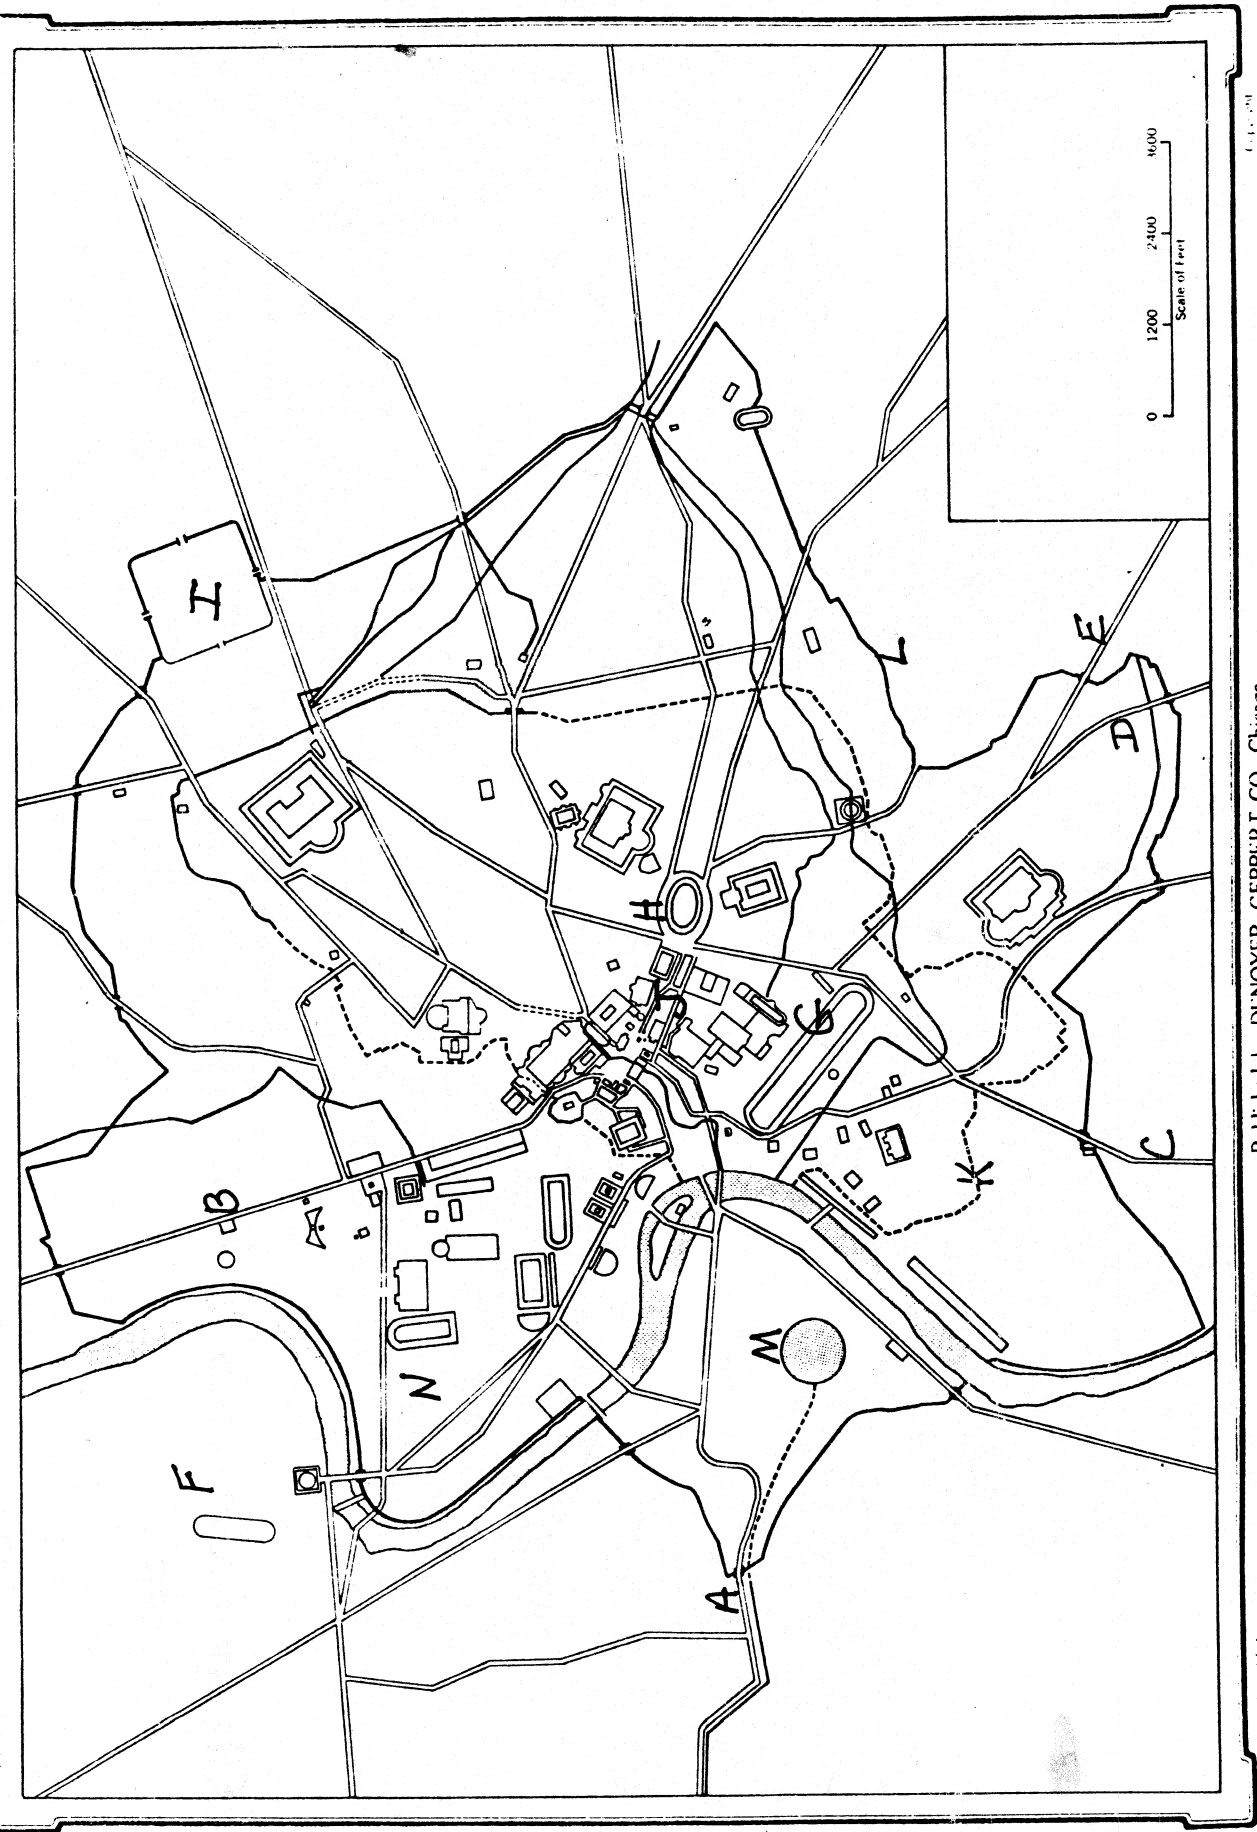 I
B
F
N
H
J
G
L
E
D
K
C
M
A
0 1200 2400 3600
Scale of Feet
Published by DENOYER-GEPPERT CO., Chicago